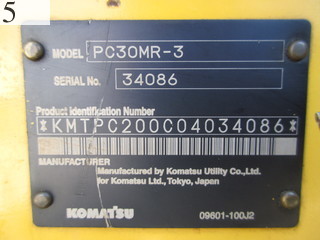 5
MODEL PC30MR-3
SERIAL No. 34086
Product Identification Number
*KMTPC200C04034086*
MANUFACTURER
Manufactured by Komatsu Utility Co.,Ltd.
for Komatsu Ltd.,Tokyo, Japan
KOMATSU
09601-100J2